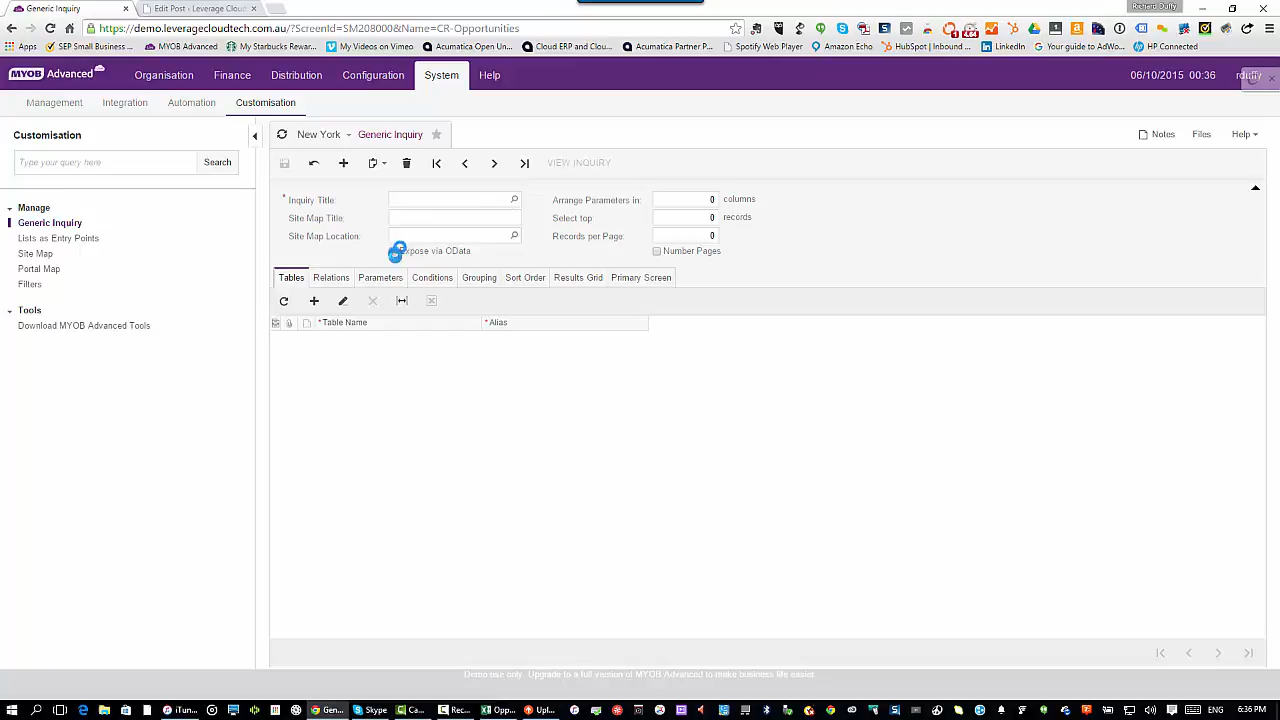 Generic Inquiry
Edit Post ‹ Leverage Cloud
Richard Duffy
https://demo.leveragecloudtech.com.au/?ScreenId=SM208000&Name=CR-Opportunities
Apps SEP Small Business MYOB Advanced My Starbucks Rewar... My Videos on Vimeo Acumatica Open Un... Cloud ERP and Clou... Acumatica Partner P... Spotify Web Player Amazon Echo HubSpot | Inbound ... LinkedIn Your guide to AdWo... HP Connected
MYOB Advanced Organisation Finance Distribution Configuration System Help 06/10/2015 00:36 rduffy
Management Integration Automation Customisation
Customisation
New York Generic Inquiry Notes Files Help
Type your query here Search
VIEW INQUIRY
Manage
Generic Inquiry
Lists as Entry Points
Site Map
Portal Map
Filters
Tools
Download MYOB Advanced Tools
* Inquiry Title: Arrange Parameters in: 0 columns
Site Map Title: Select top: 0 records
Site Map Location: Records per Page: 0
Expose via OData Number Pages
Tables Relations Parameters Conditions Grouping Sort Order Results Grid Primary Screen
* Table Name * Alias
Demo use only. Upgrade to a full version of MYOB Advanced to make business life easier.
iTun... Gen... Skype Ca... Rec... Opp... Upl... ENG 6:36 PM